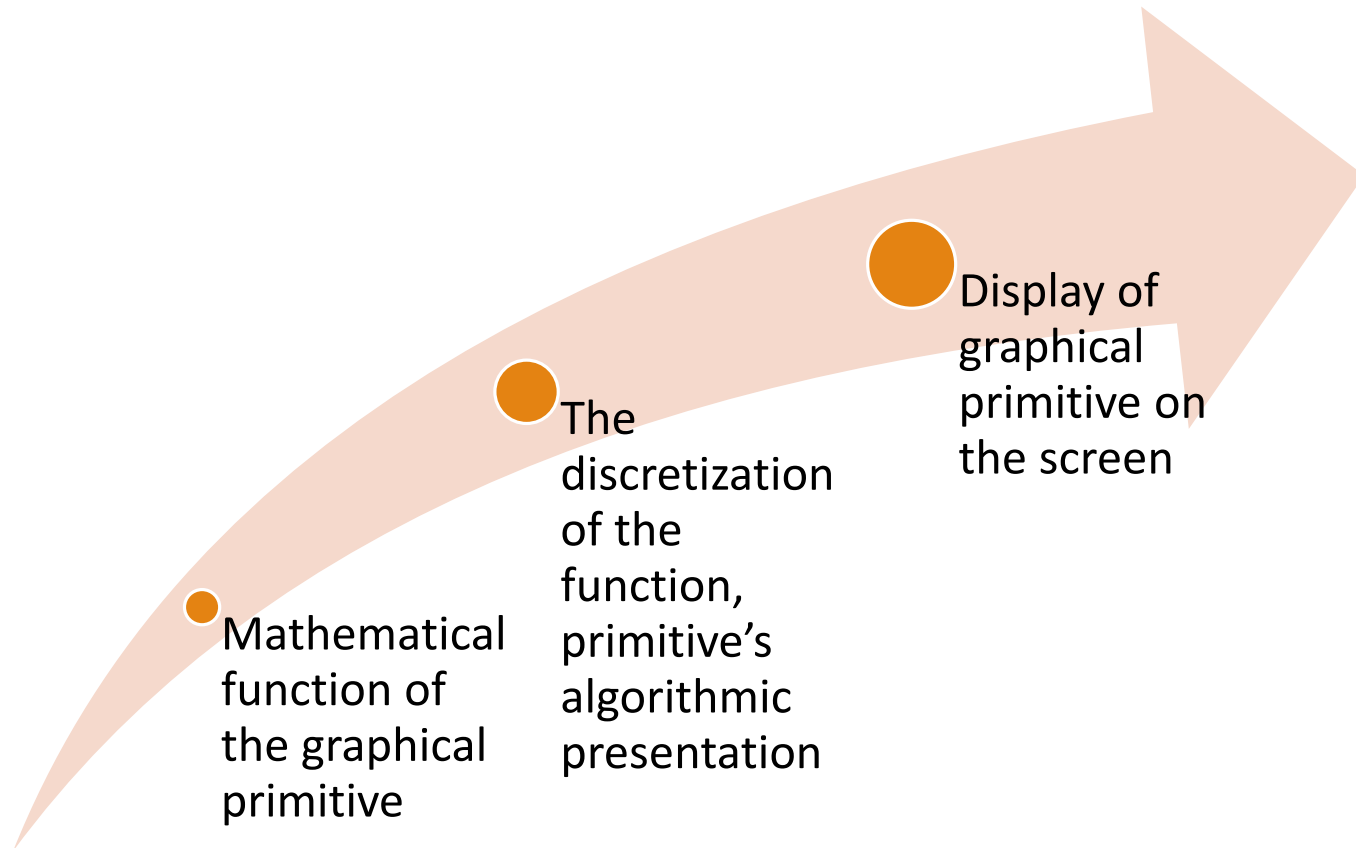 Mathematical
function of
the graphical
primitive
The
discretization
of the
function,
primitive’s
algorithmic
presentation
Display of
graphical
primitive on
the screen